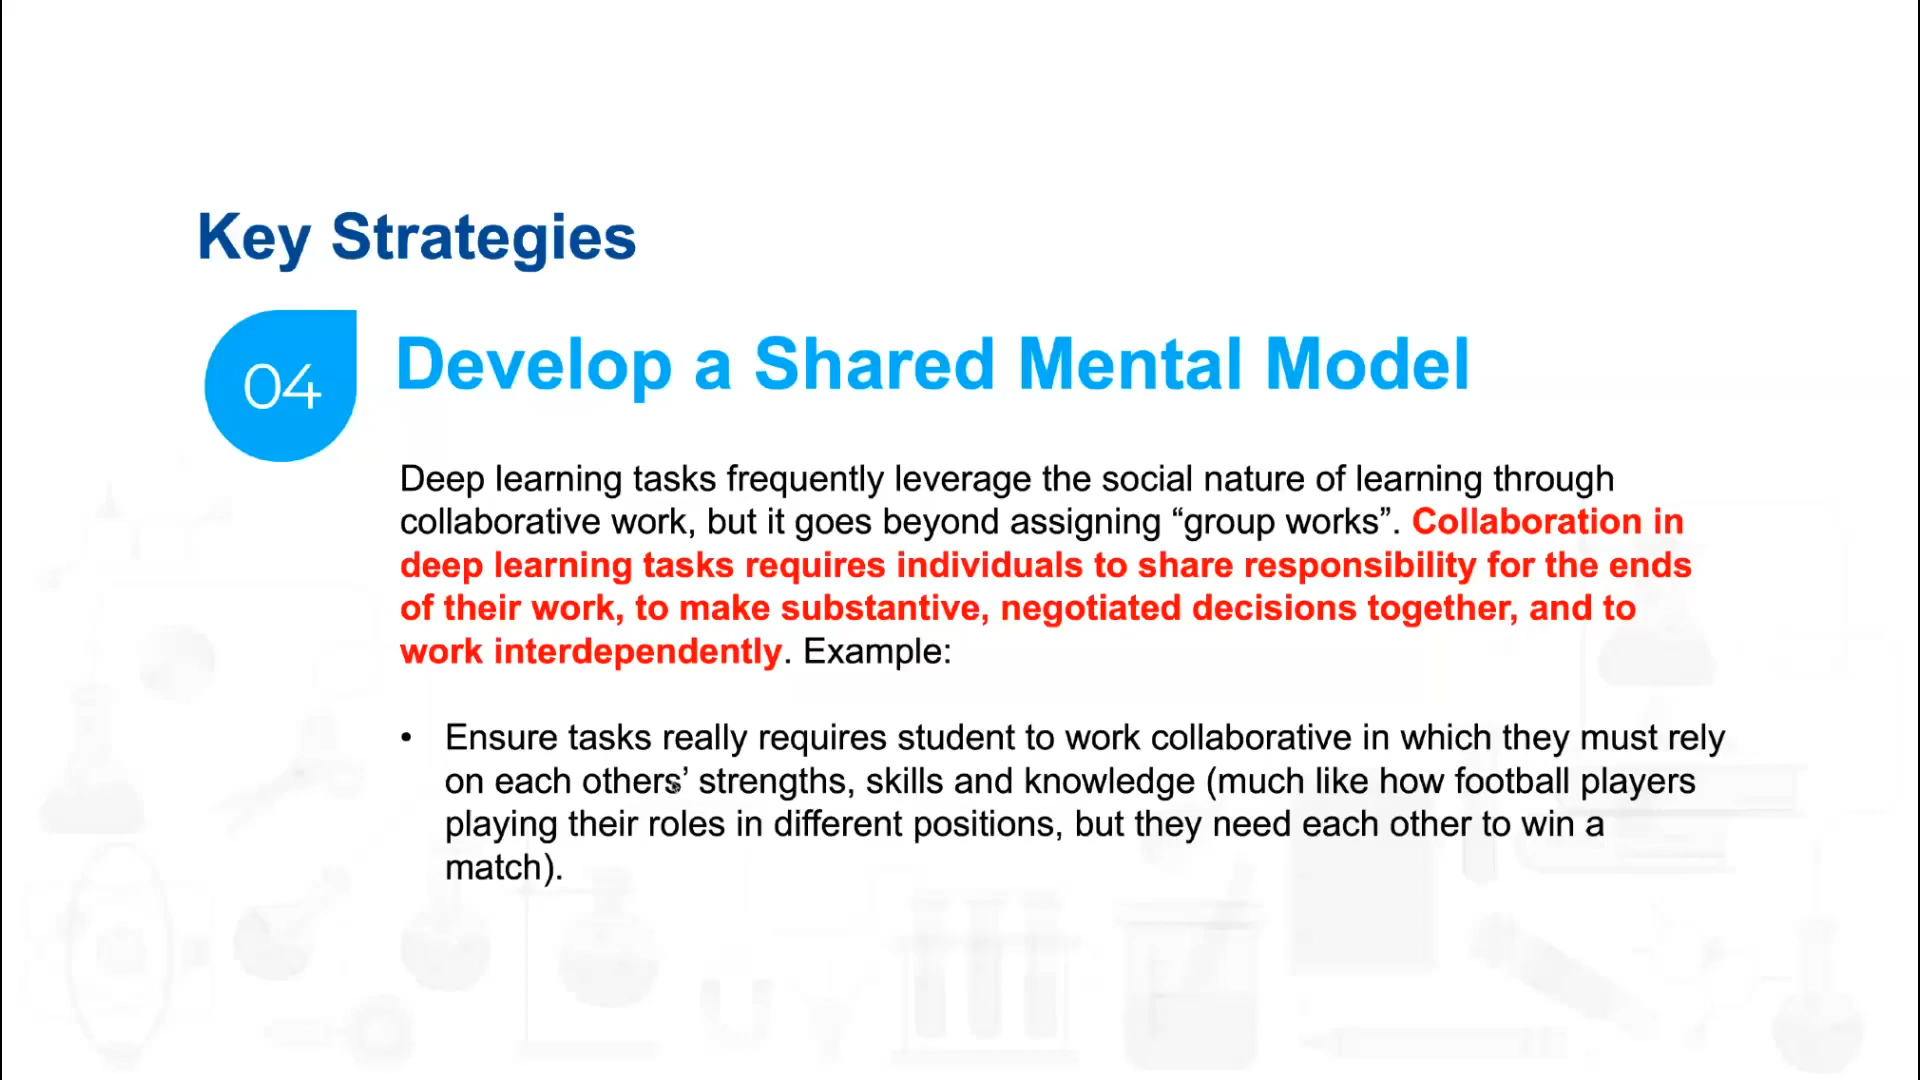 Key Strategies
04
Develop a Shared Mental Model
Deep learning tasks frequently leverage the social nature of learning through
collaborative work, but it goes beyond assigning “group works”. Collaboration in
deep learning tasks requires individuals to share responsibility for the ends
of their work, to make substantive, negotiated decisions together, and to
work interdependently. Example:
• Ensure tasks really requires student to work collaborative in which they must rely
on each others’ strengths, skills and knowledge (much like how football players
playing their roles in different positions, but they need each other to win a
match).